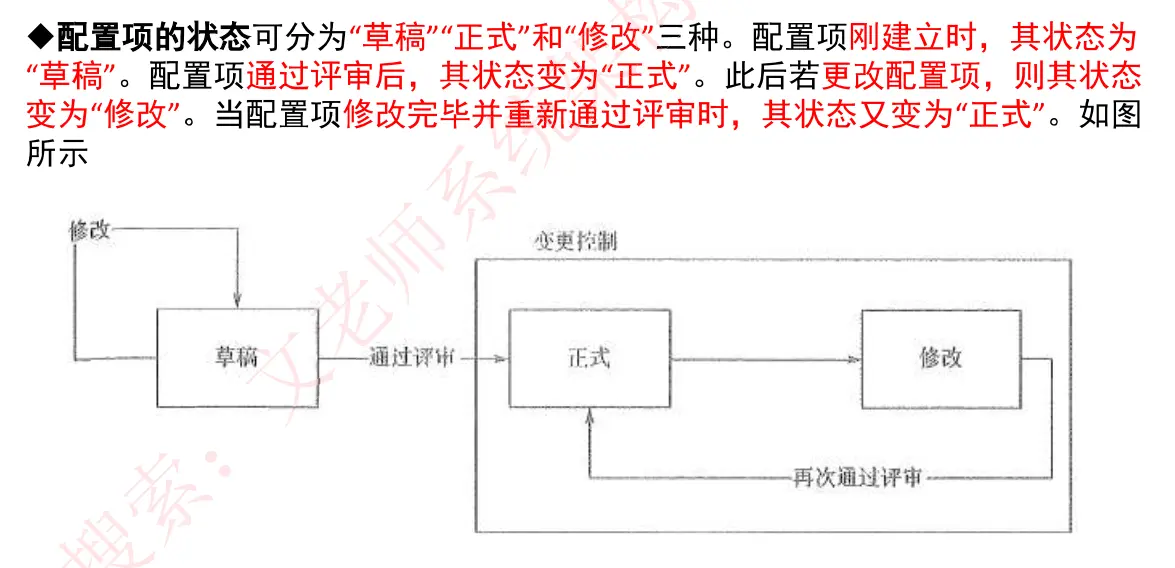 ◆配置项的状态可分为“草稿”“正式”和“修改”三种。配置项刚建立时，其状态为
“草稿”。配置项通过评审后，其状态变为“正式”。此后若更改配置项，则其状态
变为“修改”。当配置项修改完毕并重新通过评审时，其状态又变为“正式”。如图
所示
修改
变更控制
草稿
通过评审
正式
修改
再次通过评审
搜索：文老师系统架构